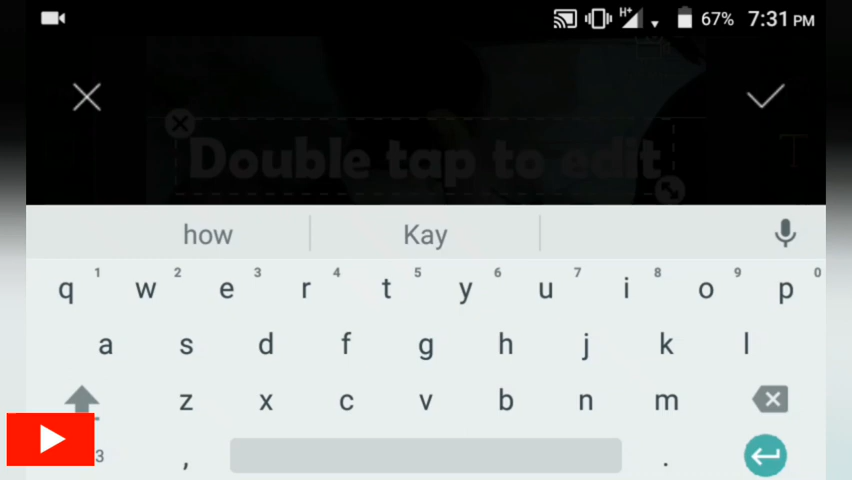 H+ 67% 7:31 PM
Double tap to edit
T
how Kay
1 2 3 4 5 6 7 8 9 0
q w e r t y u i o p
a s d f g h j k l
z x c v b n m
3 , .